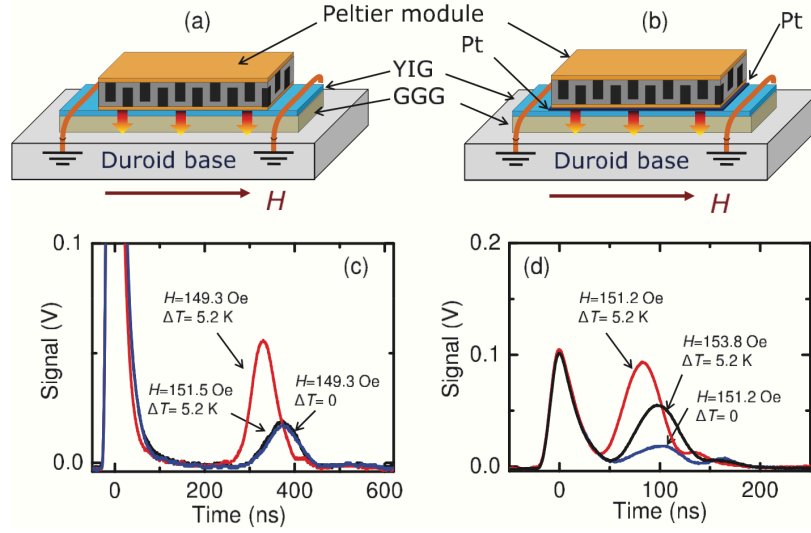 (a)
Peltier module
(b)
Pt
Pt
YIG
GGG
Duroid base
Duroid base
H
H
0.1
(c)
H=149.3 Oe
ΔT= 5.2 K
H=151.5 Oe
ΔT= 5.2 K
H=149.3 Oe
ΔT= 0
Signal (V)
0.0
0 200 400 600
Time (ns)
0.2
(d)
H=151.2 Oe
ΔT= 5.2 K
H=153.8 Oe
ΔT= 5.2 K
H=151.2 Oe
ΔT= 0
Signal (V)
0.1
0.0
0 100 200
Time (ns)